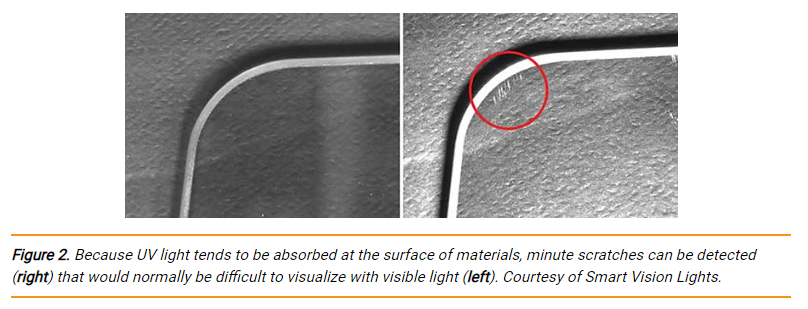 Figure 2. Because UV light tends to be absorbed at the surface of materials, minute scratches can be detected
(right) that would normally be difficult to visualize with visible light (left). Courtesy of Smart Vision Lights.